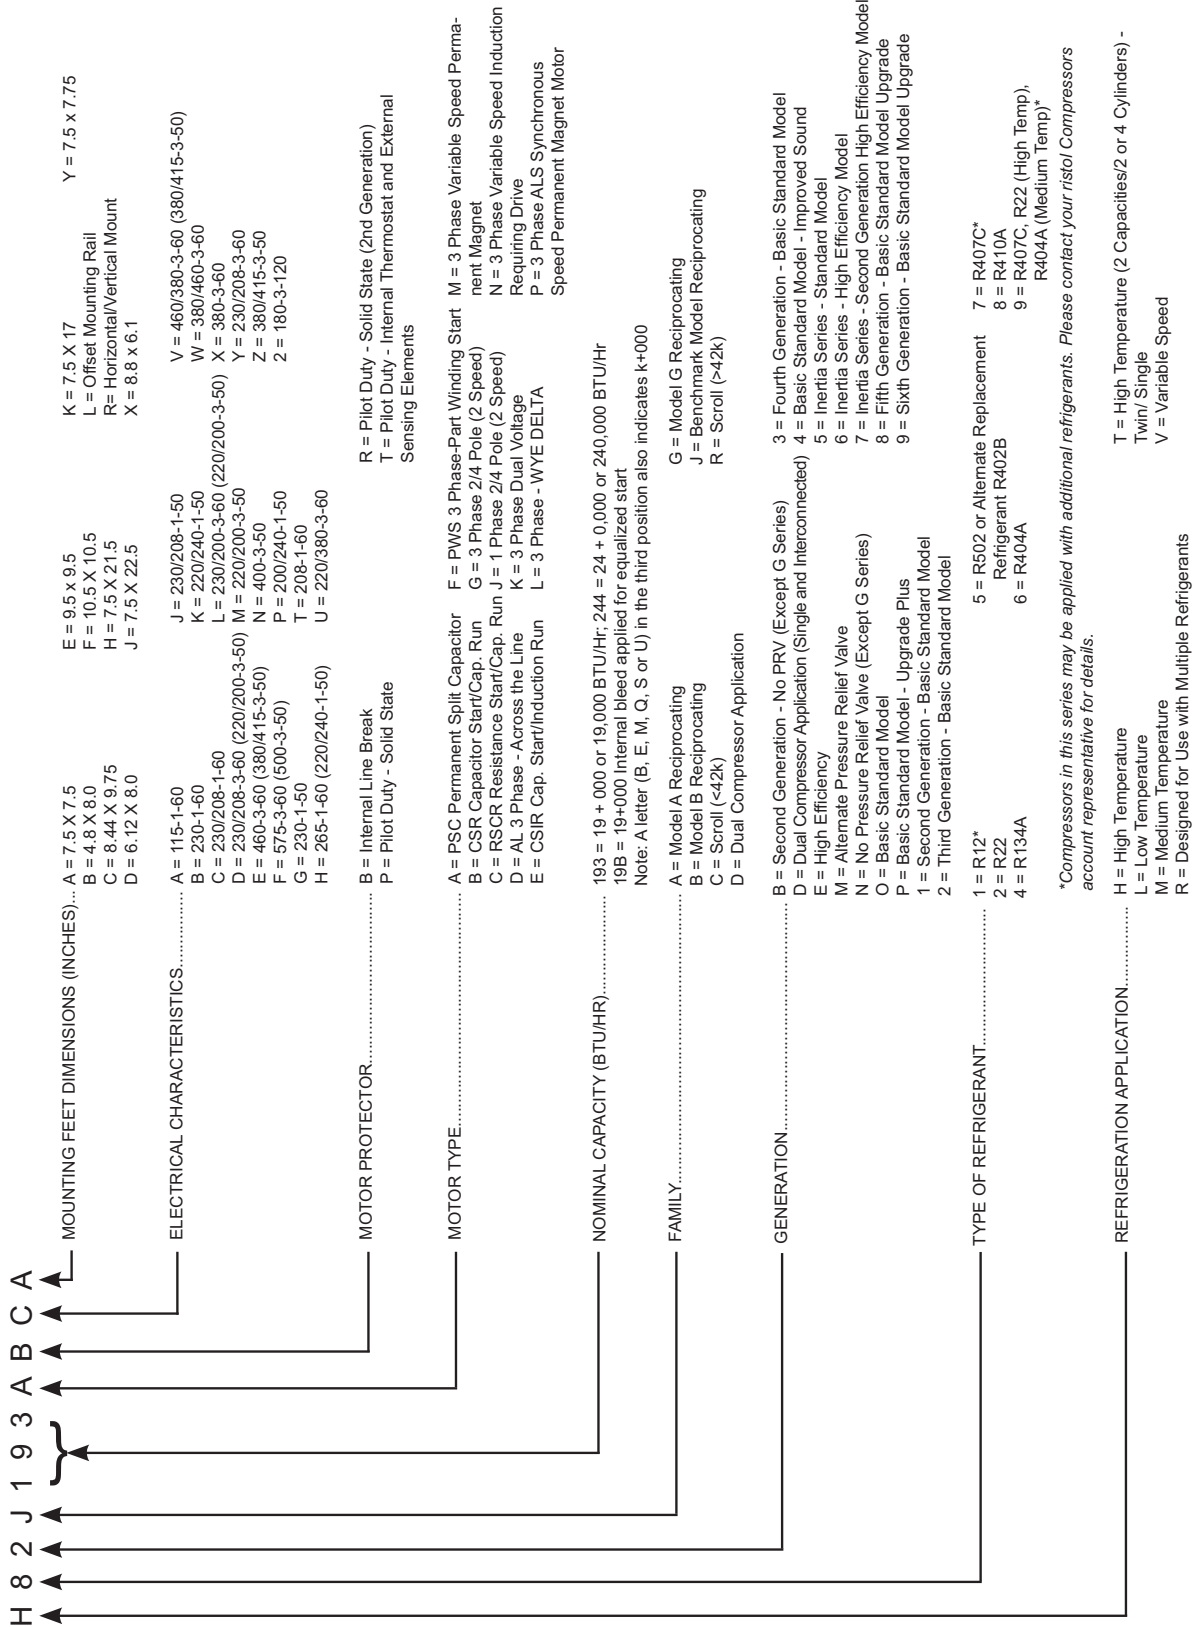 H 8 2 J 1 9 3 A B C A
}
MOUNTING FEET DIMENSIONS (INCHES)... A = 7.5 X 7.5 E = 9.5 x 9.5 K = 7.5 X 17 Y = 7.5 x 7.75
B = 4.8 X 8.0 F = 10.5 X 10.5 L = Offset Mounting Rail
C = 8.44 X 9.75 H = 7.5 X 21.5 R= Horizontal/Vertical Mount
D = 6.12 X 8.0 J = 7.5 X 22.5 X = 8.8 x 6.1
ELECTRICAL CHARACTERISTICS................ A = 115-1-60 J = 230/208-1-50 V = 460/380-3-60 (380/415-3-50)
B = 230-1-60 K = 220/240-1-50 W = 380/460-3-60
C = 230/208-1-60 L = 230/200-3-60 (220/200-3-50) X = 380-3-60
D = 230/208-3-60 (220/200-3-50) M = 220/200-3-50 Y = 230/208-3-60
E = 460-3-60 (380/415-3-50) N = 400-3-50 Z = 380/415-3-50
F = 575-3-60 (500-3-50) P = 200/240-1-50 2 = 180-3-120
G = 230-1-50 T = 208-1-60
H = 265-1-60 (220/240-1-50) U = 220/380-3-60
MOTOR PROTECTOR........................................ B = Internal Line Break R = Pilot Duty - Solid State (2nd Generation)
P = Pilot Duty - Solid State T = Pilot Duty - Internal Thermostat and External
Sensing Elements
MOTOR TYPE..................................................... A = PSC Permanent Split Capacitor F = PWS 3 Phase-Part Winding Start M = 3 Phase Variable Speed Perma-
B = CSR Capacitor Start/Cap. Run G = 3 Phase 2/4 Pole (2 Speed) nent Magnet
C = RSCR Resistance Start/Cap. Run J = 1 Phase 2/4 Pole (2 Speed) N = 3 Phase Variable Speed Induction
D = AL 3 Phase - Across the Line K = 3 Phase Dual Voltage Requiring Drive
E = CSIR Cap. Start/Induction Run L = 3 Phase - WYE DELTA P = 3 Phase ALS Synchronous
Speed Permanent Magnet Motor
NOMINAL CAPACITY (BTU/HR)........................ 193 = 19 + 000 or 19,000 BTU/Hr; 244 = 24 + 0,000 or 240,000 BTU/Hr
19B = 19+000 Internal bleed applied for equalized start
Note: A letter (B, E, M, Q, S or U) in the third position also indicates k+000
FAMILY............................................................... A = Model A Reciprocating G = Model G Reciprocating
B = Model B Reciprocating J = Benchmark Model Reciprocating
C = Scroll (<42k) R = Scroll (>42k)
D = Dual Compressor Application
GENERATION.................................................... B = Second Generation - No PRV (Except G Series) 3 = Fourth Generation - Basic Standard Model
D = Dual Compressor Application (Single and Interconnected) 4 = Basic Standard Model - Improved Sound
E = High Efficiency 5 = Inertia Series - Standard Model
M = Alternate Pressure Relief Valve 6 = Inertia Series - High Efficiency Model
N = No Pressure Relief Valve (Except G Series) 7 = Inertia Series - Second Generation High Efficiency Model
O = Basic Standard Model 8 = Fifth Generation - Basic Standard Model Upgrade
P = Basic Standard Model - Upgrade Plus 9 = Sixth Generation - Basic Standard Model Upgrade
1 = Second Generation - Basic Standard Model
2 = Third Generation - Basic Standard Model
TYPE OF REFRIGERANT................................ 1 = R12* 5 = R502 or Alternate Replacement 7 = R407C*
2 = R22 Refrigerant R402B 8 = R410A
4 = R134A 6 = R404A 9 = R407C, R22 (High Temp),
R404A (Medium Temp)*
*Compressors in this series may be applied with additional refrigerants. Please contact your ristol Compressors
account representative for details.
REFRIGERATION APPLICATION.................... H = High Temperature T = High Temperature (2 Capacities/2 or 4 Cylinders) -
L = Low Temperature Twin/ Single
M = Medium Temperature V = Variable Speed
R = Designed for Use with Multiple Refrigerants